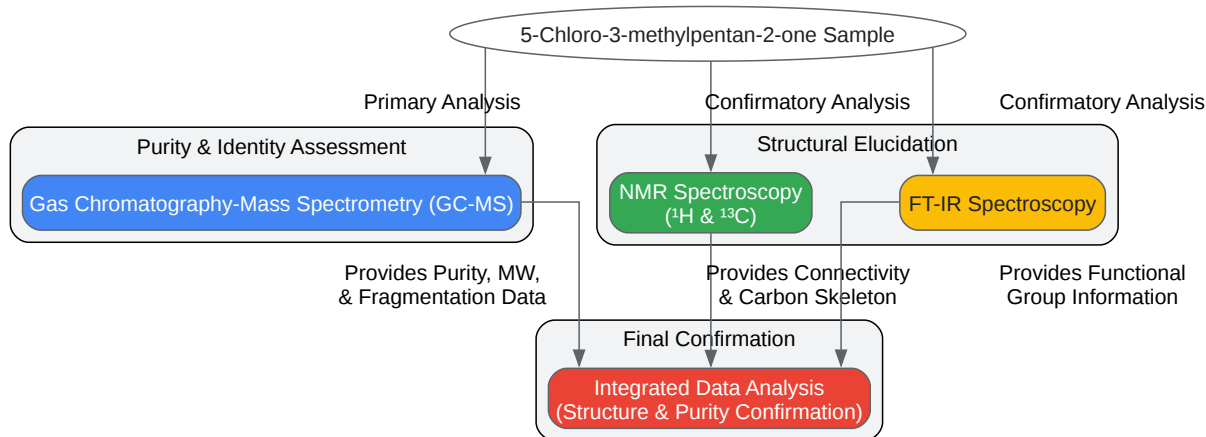 5-Chloro-3-methylpentan-2-one Sample
Primary Analysis
Confirmatory Analysis
Confirmatory Analysis
Purity & Identity Assessment
Structural Elucidation
Gas Chromatography-Mass Spectrometry (GC-MS)
NMR Spectroscopy
(¹H & ¹³C)
FT-IR Spectroscopy
Provides Purity, MW,
& Fragmentation Data
Provides Connectivity
& Carbon Skeleton
Provides Functional
Group Information
Final Confirmation
Integrated Data Analysis
(Structure & Purity Confirmation)